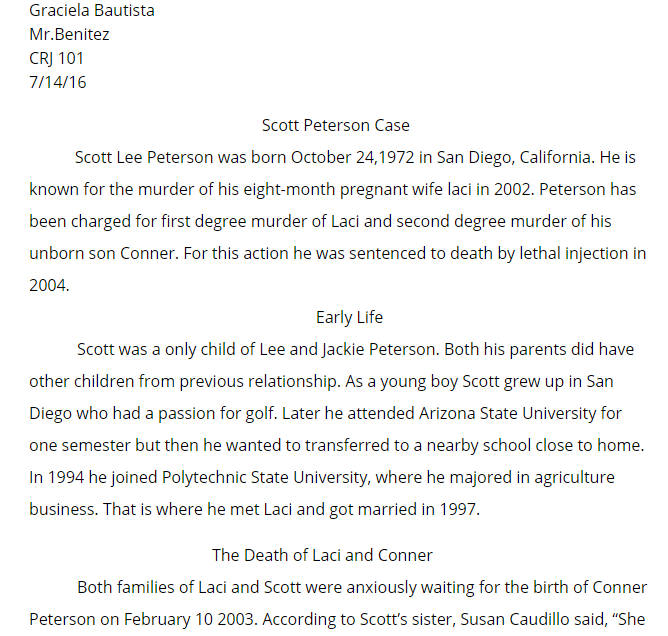 Graciela Bautista
Mr.Benitez
CRJ 101
7/14/16
Scott Peterson Case
Scott Lee Peterson was born October 24,1972 in San Diego, California. He is
known for the murder of his eight-month pregnant wife laci in 2002. Peterson has
been charged for first degree murder of Laci and second degree murder of his
unborn son Conner. For this action he was sentenced to death by lethal injection in
2004.
Early Life
Scott was a only child of Lee and Jackie Peterson. Both his parents did have
other children from previous relationship. As a young boy Scott grew up in San
Diego who had a passion for golf. Later he attended Arizona State University for
one semester but then he wanted to transferred to a nearby school close to home.
In 1994 he joined Polytechnic State University, where he majored in agriculture
business. That is where he met Laci and got married in 1997.
The Death of Laci and Conner
Both families of Laci and Scott were anxiously waiting for the birth of Conner
Peterson on February 10 2003. According to Scott’s sister, Susan Caudillo said, “She